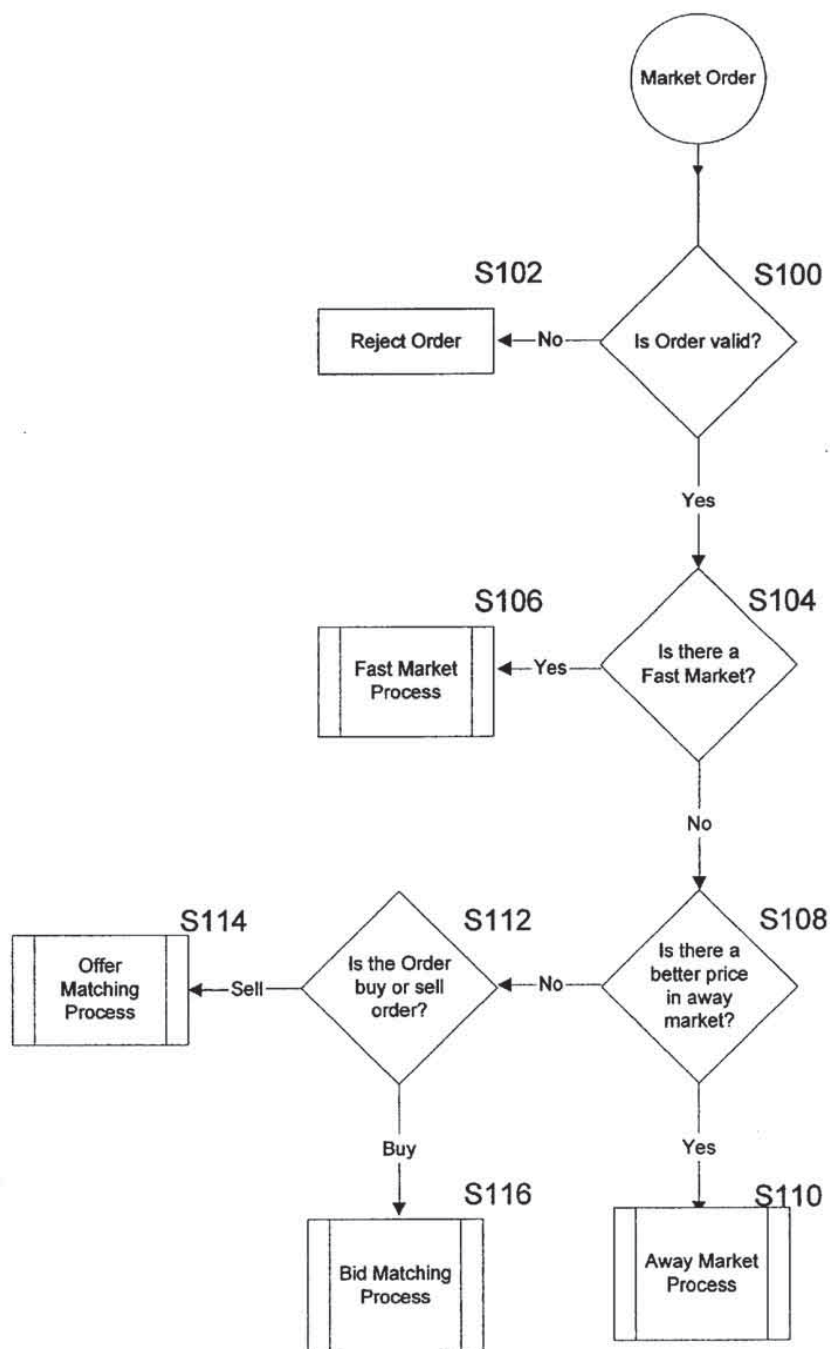 Market Order
S102
S100
Reject Order
No
Is Order valid?
Yes
S106
S104
Fast Market
Process
Yes
Is there a
Fast Market?
No
S114
S112
S108
Offer
Matching
Process
Sell
Is the Order
buy or sell
order?
No
Is there a
better price
in away
market?
Buy
Yes
S116
S110
Bid Matching
Process
Away Market
Process